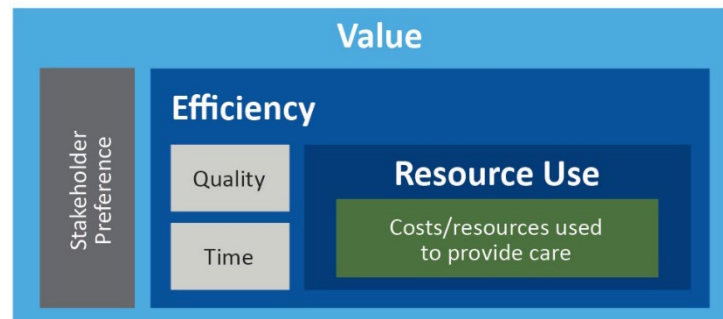 Value
Stakeholder
Preference
Efficiency
Quality
Time
Resource Use
Costs/resources used
to provide care